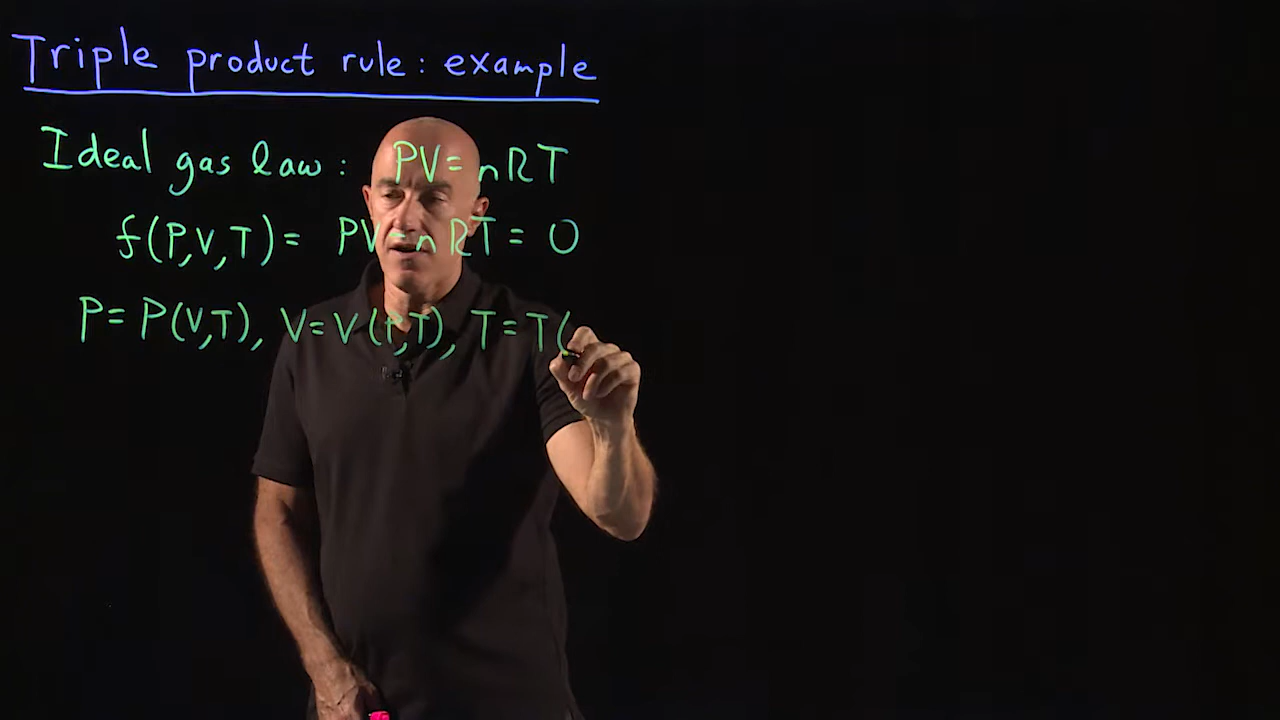 Triple product rule: example
Ideal gas law: PV = nRT
f(P,V,T) = PV - nRT = 0
P = P(V,T), V = V(P,T), T = T(